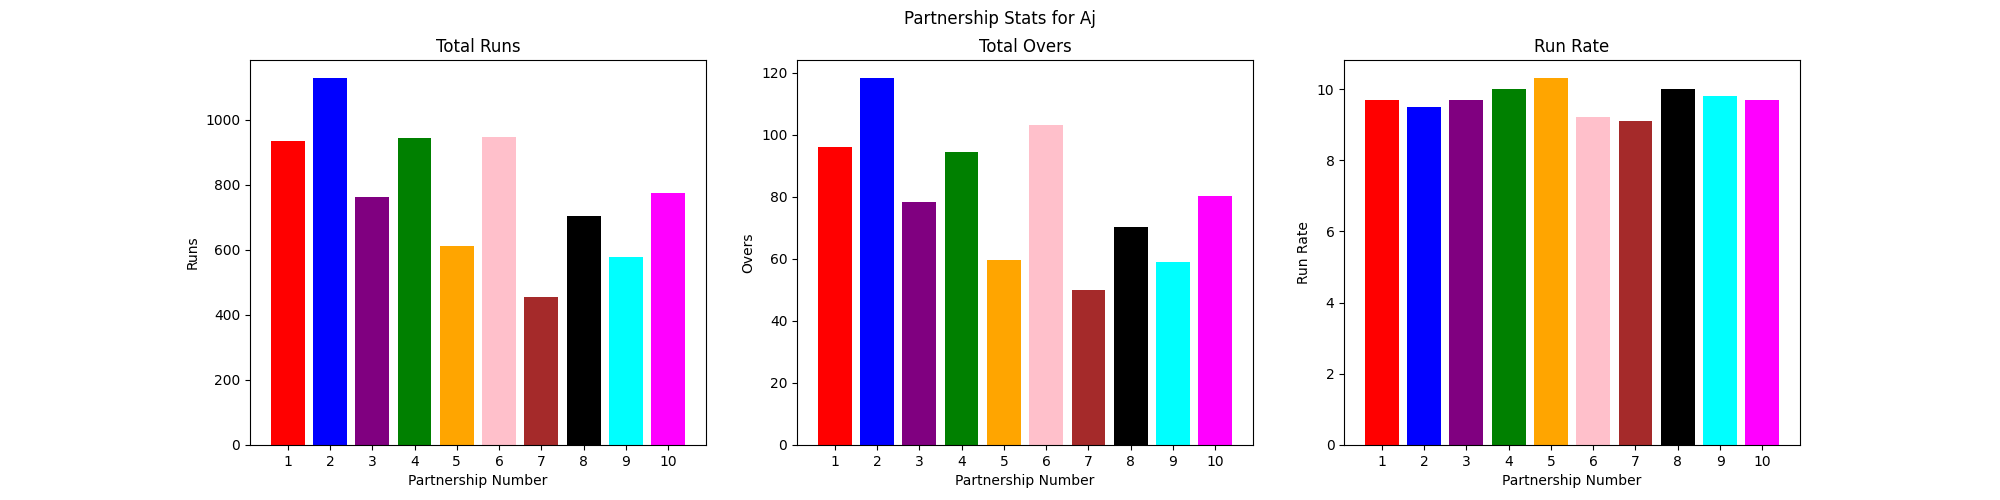 Partnership Stats for Aj
Total Runs
Runs
1000
800
600
400
200
0
1 2 3 4 5 6 7 8 9 10
Partnership Number
Total Overs
Overs
120
100
80
60
40
20
0
1 2 3 4 5 6 7 8 9 10
Partnership Number
Run Rate
Run Rate
10
8
6
4
2
0
1 2 3 4 5 6 7 8 9 10
Partnership Number